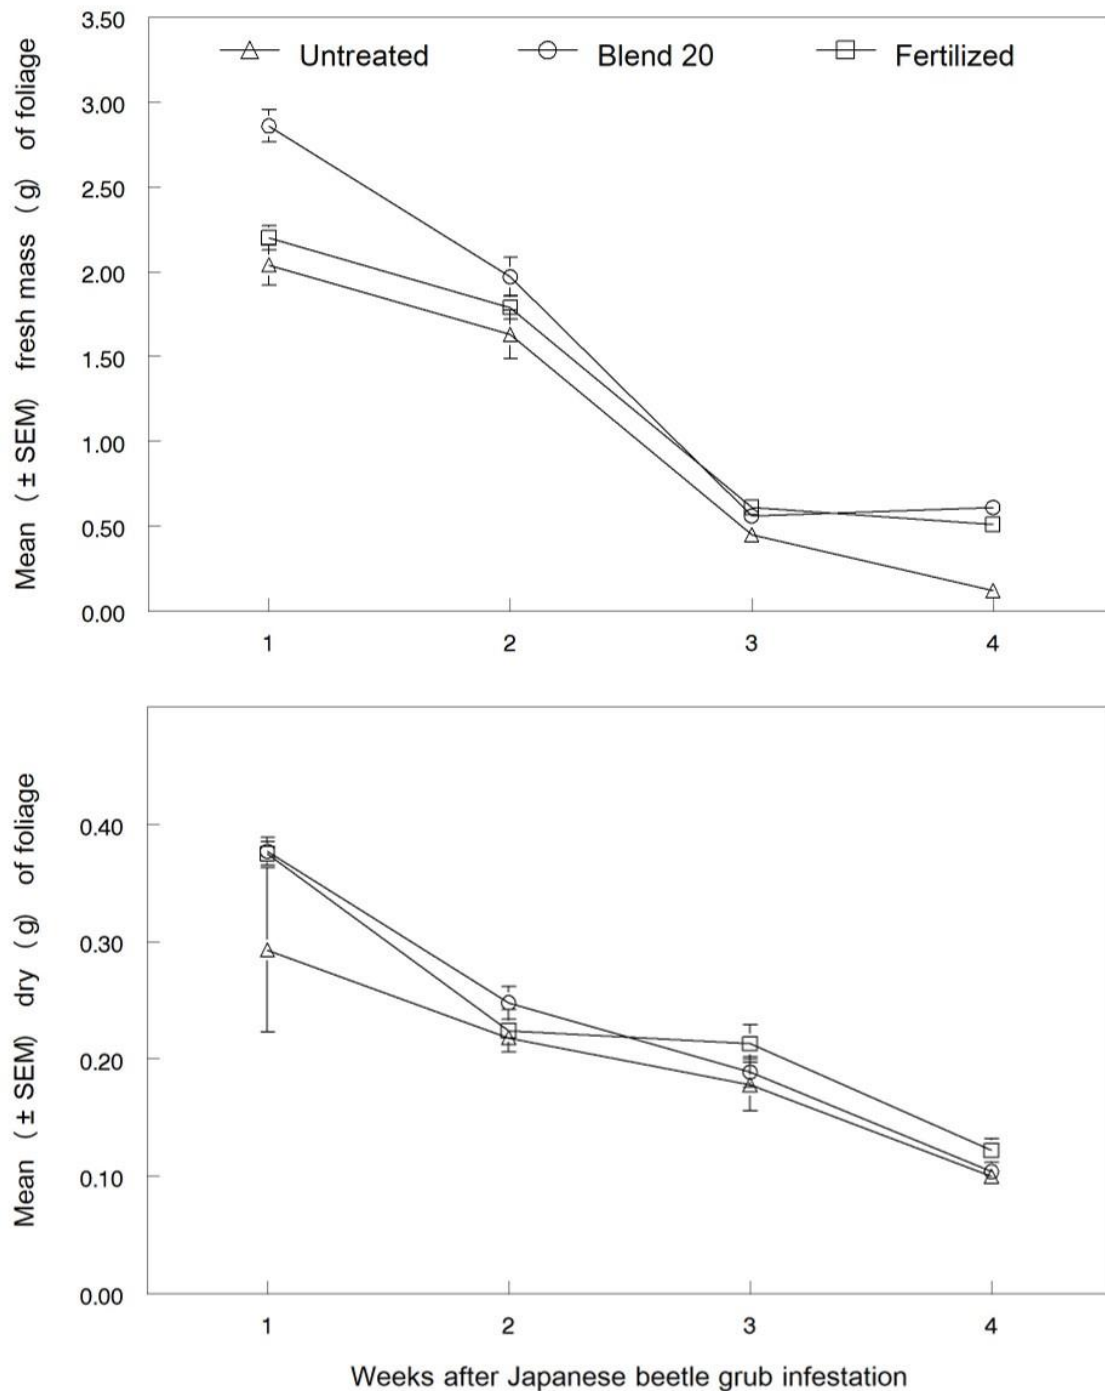 Untreated
Blend 20
Fertilized
Mean (± SEM) fresh mass (g) of foliage
3.50
3.00
2.50
2.00
1.50
1.00
0.50
0.00
1 2 3 4
Mean (± SEM) dry (g) of foliage
0.40
0.30
0.20
0.10
0.00
1 2 3 4
Weeks after Japanese beetle grub infestation